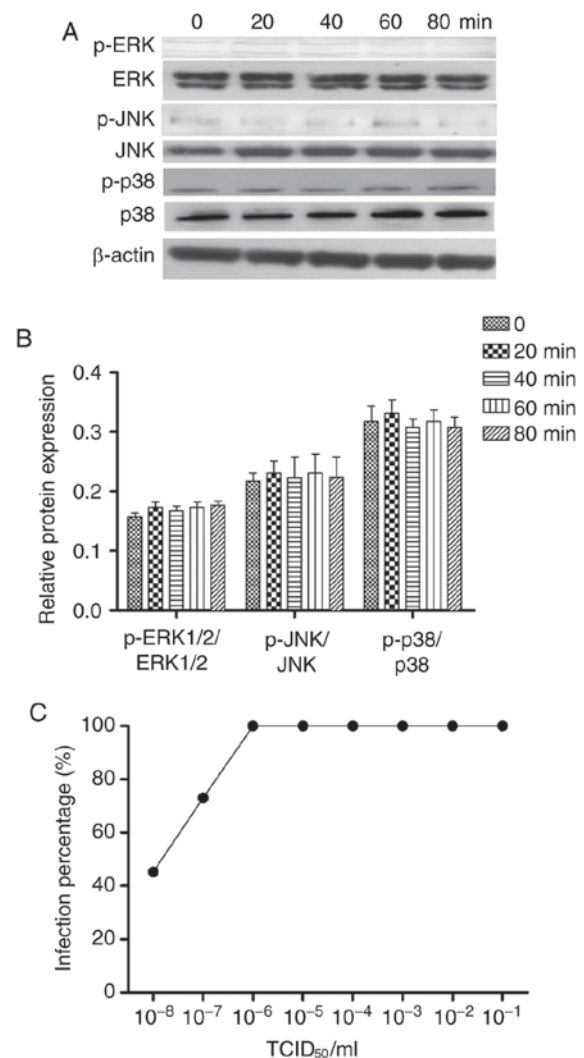 A
0 20 40 60 80 min
p-ERK
ERK
p-JNK
JNK
p-p38
p38
β-actin
B
0
20 min
40 min
60 min
80 min
Relative protein expression
0.4
0.3
0.2
0.1
0.0
p-ERK1/2/
ERK1/2
p-JNK/
JNK
p-p38/
p38
C
Infection percentage (%)
100
80
60
40
20
0
10⁻⁸ 10⁻⁷ 10⁻⁶ 10⁻⁵ 10⁻⁴ 10⁻³ 10⁻² 10⁻¹
TCID₅₀/ml